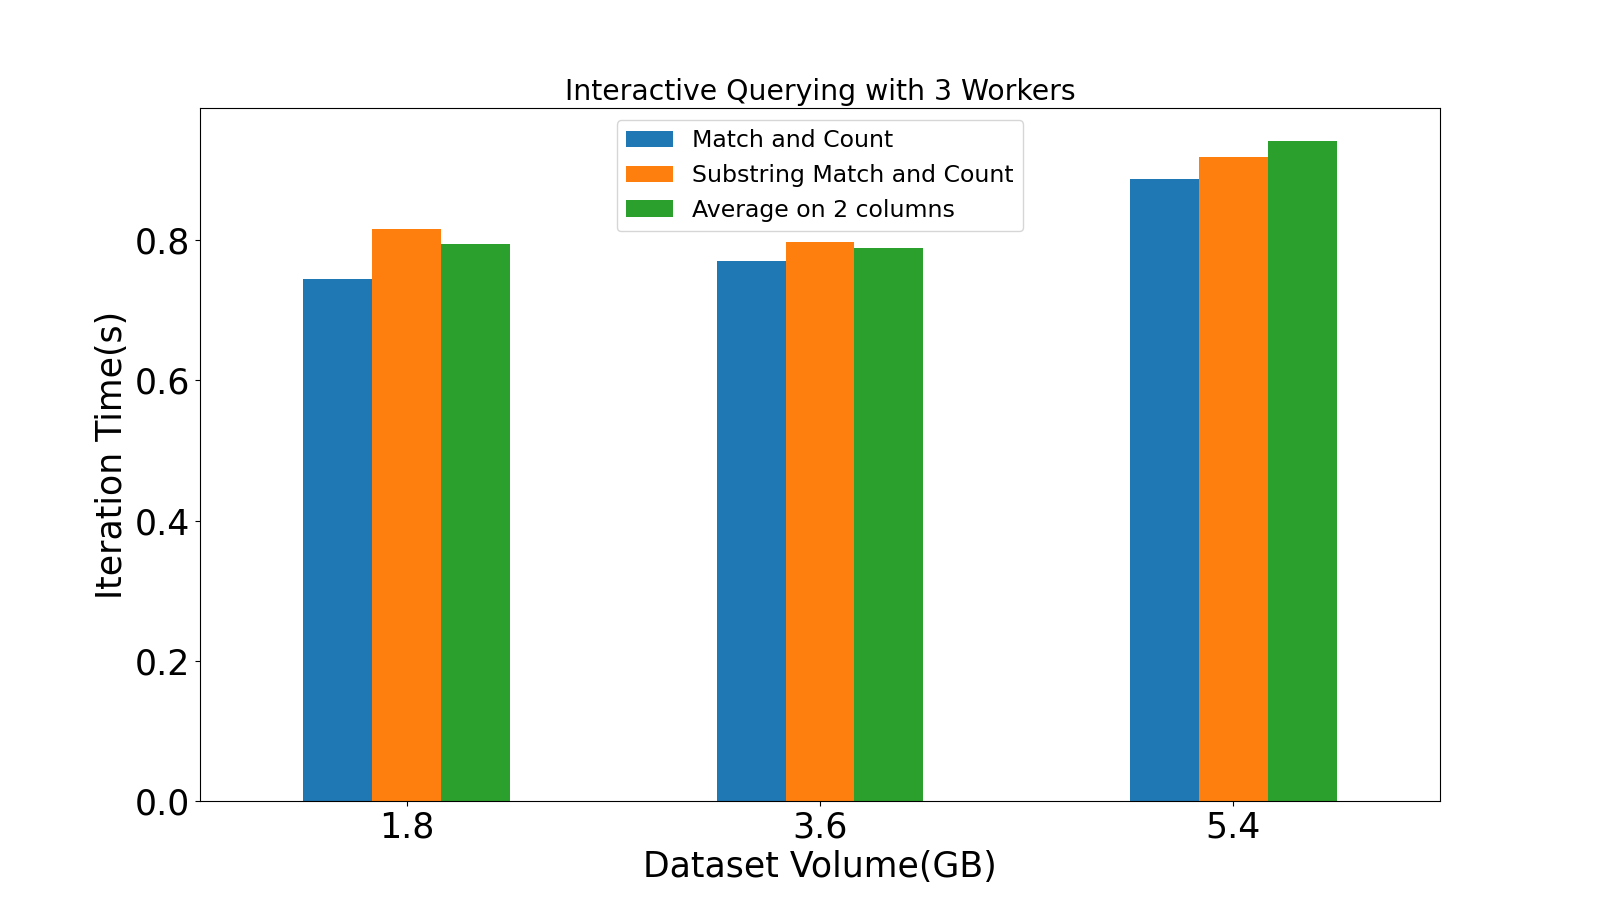 Interactive Querying with 3 Workers
Match and Count
Substring Match and Count
Average on 2 columns
Iteration Time(s)
0.8
0.6
0.4
0.2
0.0
1.8 3.6 5.4
Dataset Volume(GB)